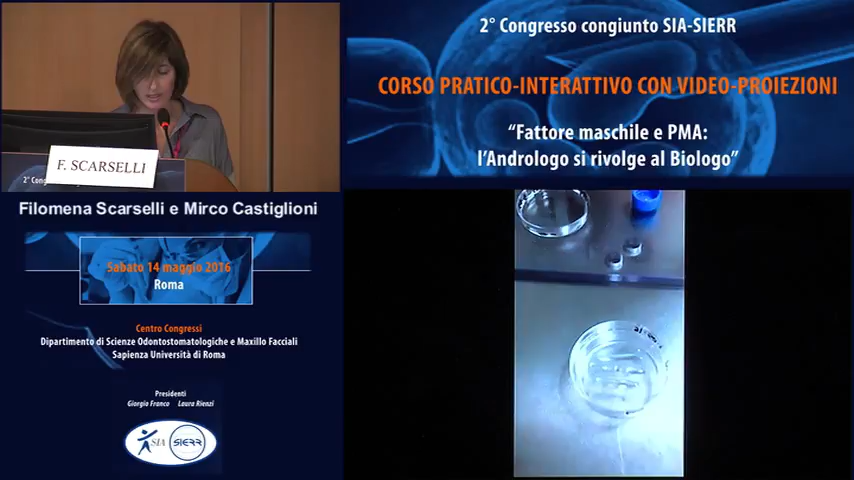 F. SCARSELLI
2° Cong
Filomena Scarselli e Mirco Castiglioni
Sabato 14 maggio 2016
Roma
Centro Congressi
Dipartimento di Scienze Odontostomatologiche e Maxillo Facciali
Sapienza Università di Roma
Presidenti
Giorgio Franco Laura Rienzi
SIA SIERR
2° Congresso congiunto SIA-SIERR
CORSO PRATICO-INTERATTIVO CON VIDEO-PROIEZIONI
“Fattore maschile e PMA:
l’Andrologo si rivolge al Biologo”